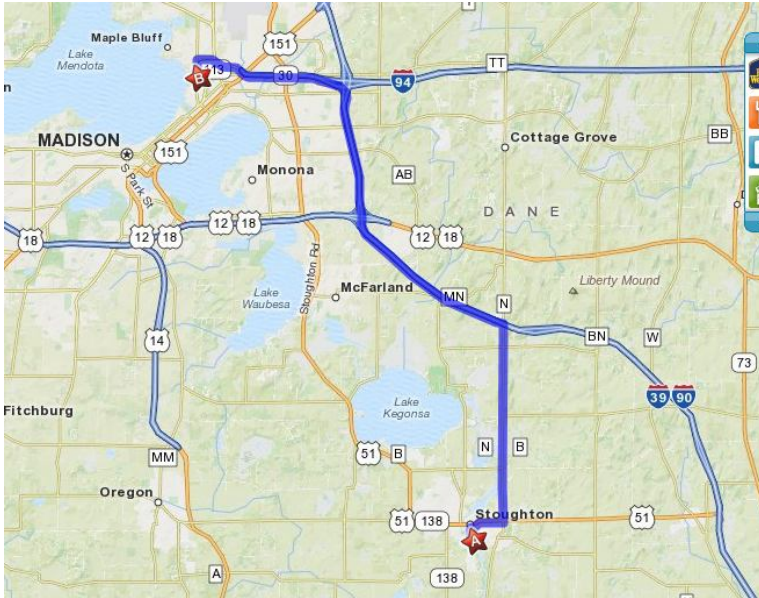 Maple Bluff
Lake
Mendota
151
TT
113
B
30
94
n
MADISON
151
S Park St
Cottage Grove
BB
Monona
AB
DANE
18
12
18
12
18
12
18
Stoughton Rd
Lake
Waubesa
McFarland
MN
N
Liberty Mound
BN
W
14
73
39
90
Fitchburg
Lake
Kegonsa
51
B
N
B
MM
Oregon
51
138
Stoughton
51
A
138
A